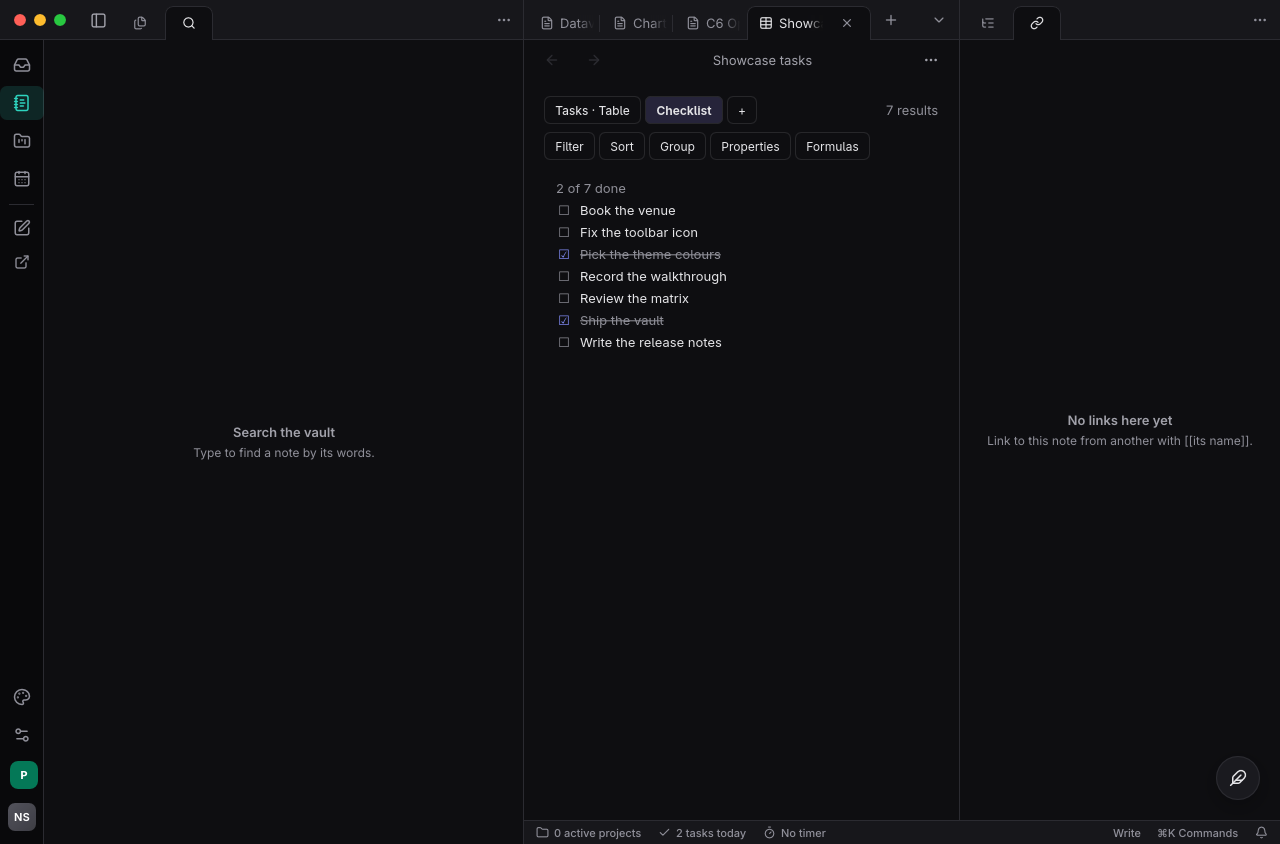 Datav
Chart
C6 O
Showc
Showcase tasks
Tasks · Table
Checklist
+
7 results
Filter
Sort
Group
Properties
Formulas
2 of 7 done
Book the venue
Fix the toolbar icon
Pick the theme colours
Record the walkthrough
Review the matrix
Ship the vault
Write the release notes
Search the vault
Type to find a note by its words.
No links here yet
Link to this note from another with [[its name]].
P
NS
0 active projects
2 tasks today
No timer
Write
⌘K Commands